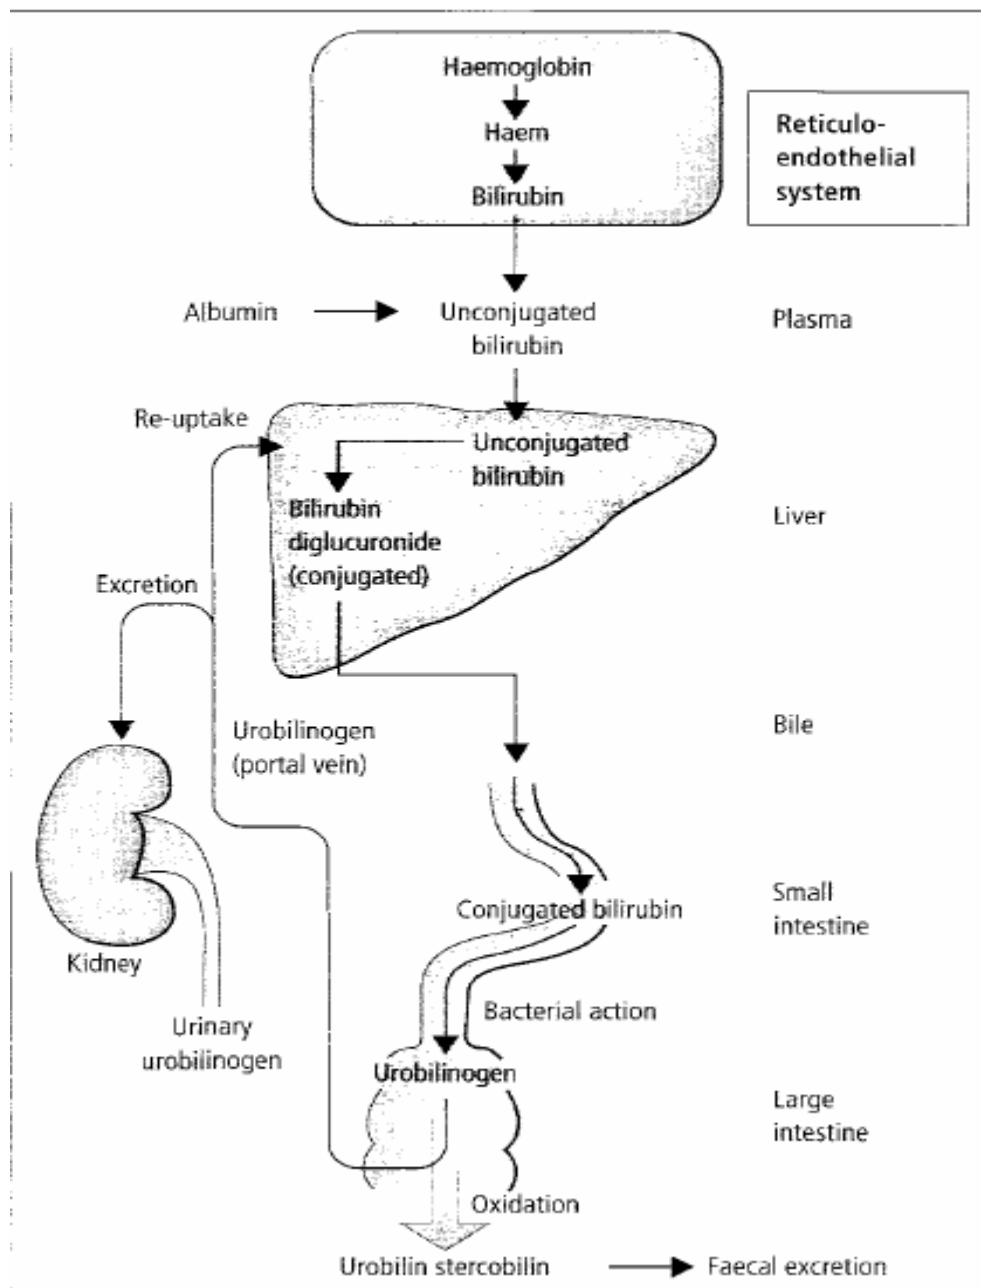 Haemoglobin
Haem
Bilirubin
Reticulo-
endothelial
system
Albumin
Unconjugated
bilirubin
Plasma
Re-uptake
Unconjugated
bilirubin
Bilirubin
diglucuronide
(conjugated)
Liver
Excretion
Urobilinogen
(portal vein)
Bile
Conjugated bilirubin
Small
intestine
Kidney
Bacterial action
Urinary
urobilinogen
Urobilinogen
Large
intestine
Oxidation
Urobilin stercobilin
Faecal excretion